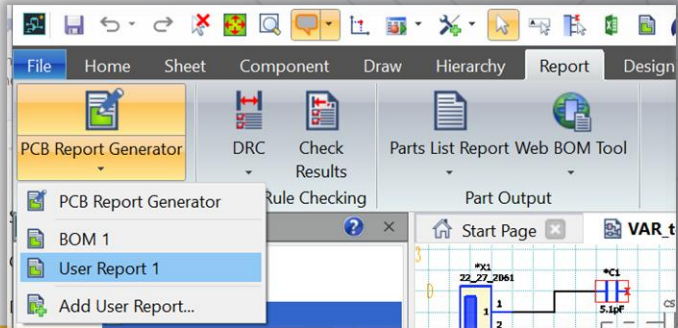 File Home Sheet Component Draw Hierarchy Report Design
PCB Report Generator
DRC
Check Results
Parts List Report
Web BOM Tool
Rule Checking
Part Output
PCB Report Generator
BOM 1
User Report 1
Add User Report...
Start Page
VAR_t
*X1
22_27_2061
1
2
*C1
5.1pF
CS